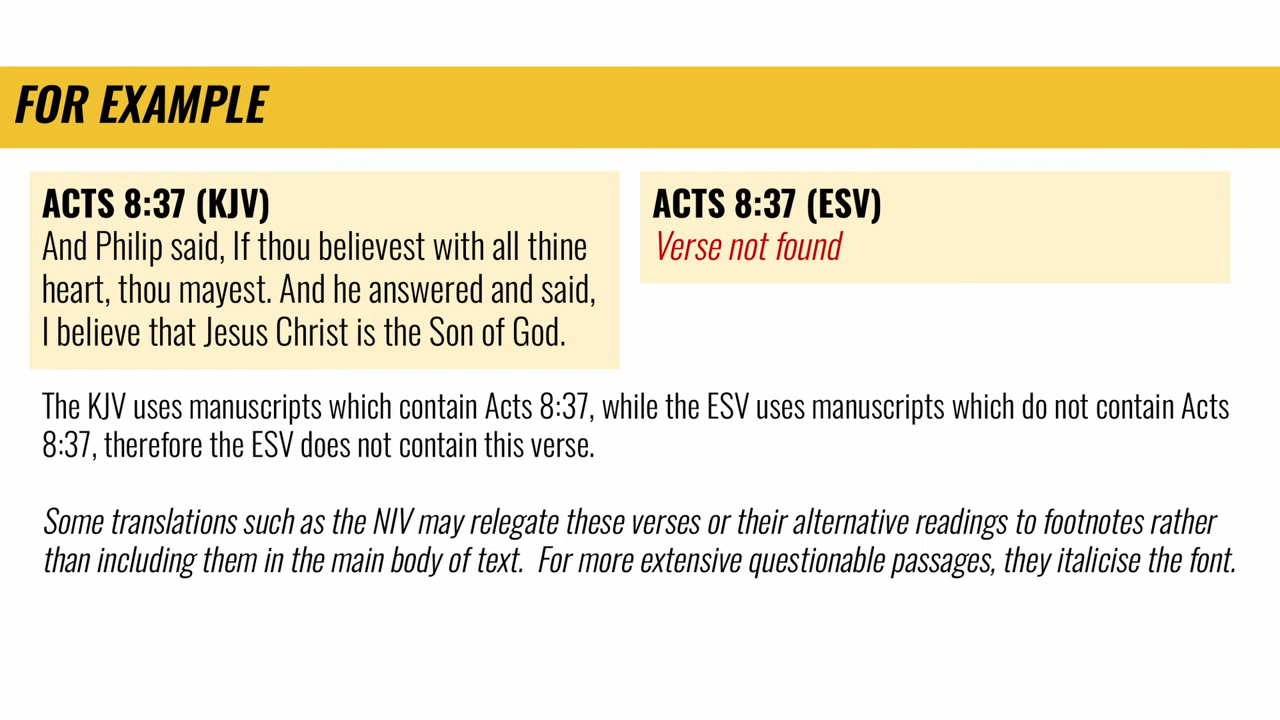 FOR EXAMPLE
ACTS 8:37 (KJV)
And Philip said, If thou believest with all thine
heart, thou mayest. And he answered and said,
I believe that Jesus Christ is the Son of God.
ACTS 8:37 (ESV)
Verse not found
The KJV uses manuscripts which contain Acts 8:37, while the ESV uses manuscripts which do not contain Acts
8:37, therefore the ESV does not contain this verse.
Some translations such as the NIV may relegate these verses or their alternative readings to footnotes rather
than including them in the main body of text.  For more extensive questionable passages, they italicise the font.